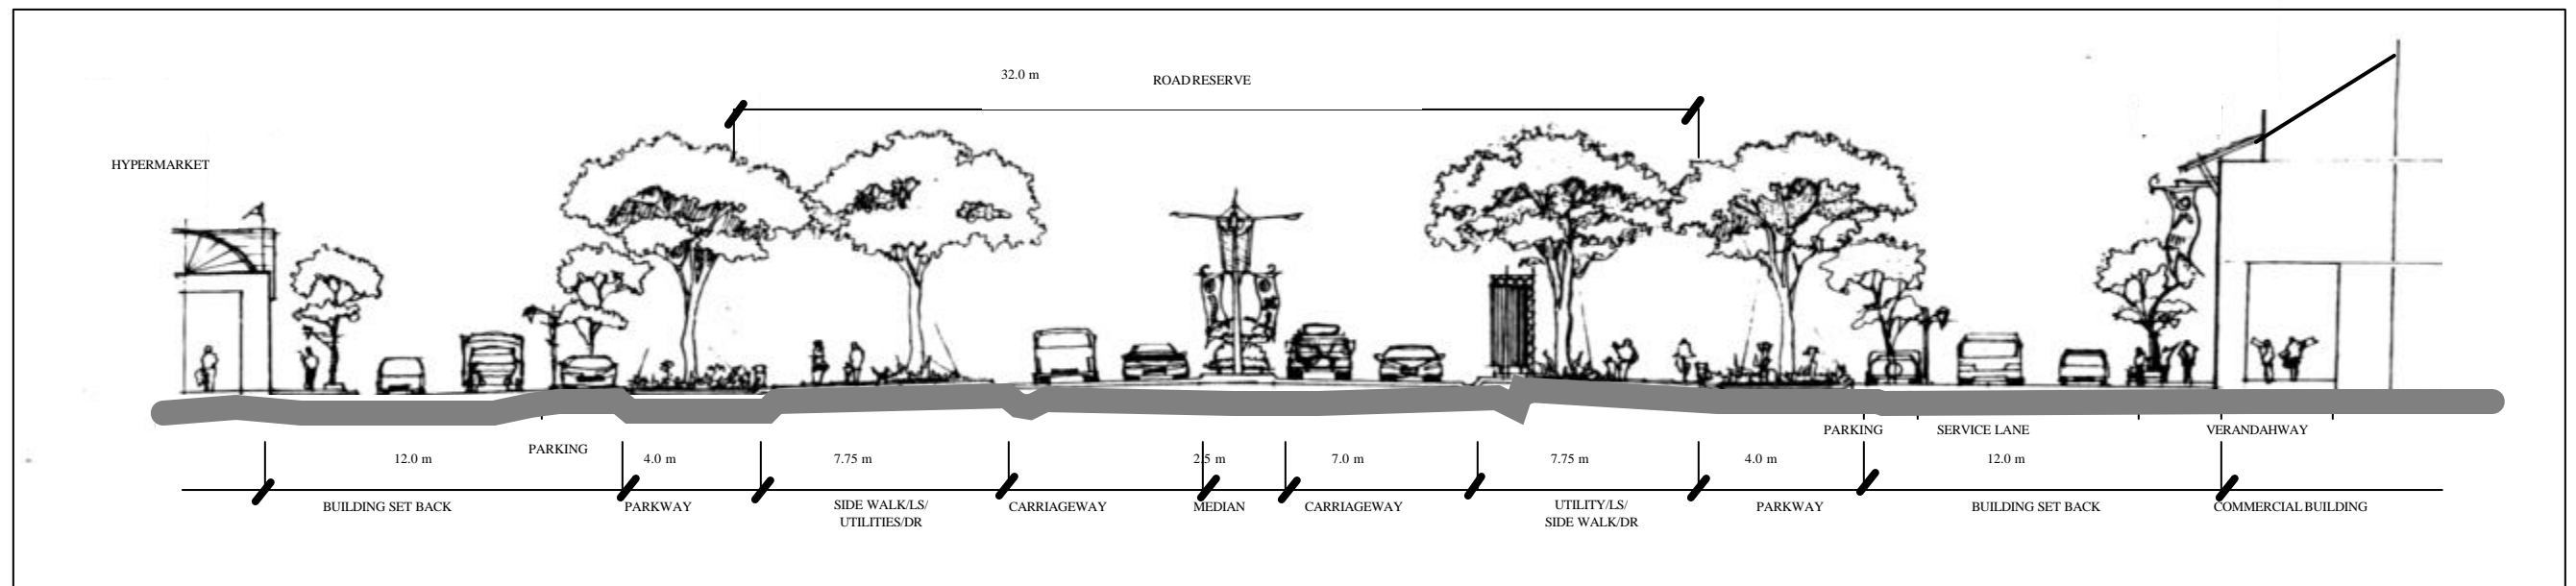 32.0 m
ROAD RESERVE
HYPERMARKET
PARKING
SERVICE LANE
VERANDAHWAY
PARKING
12.0 m
4.0 m
7.75 m
2.5 m
7.0 m
7.75 m
4.0 m
12.0 m
BUILDING SET BACK
PARKWAY
SIDE WALK/LS/
UTILITIES/DR
CARRIAGEWAY
MEDIAN
CARRIAGEWAY
UTILITY/LS/
SIDE WALK/DR
PARKWAY
BUILDING SET BACK
COMMERCIAL BUILDING